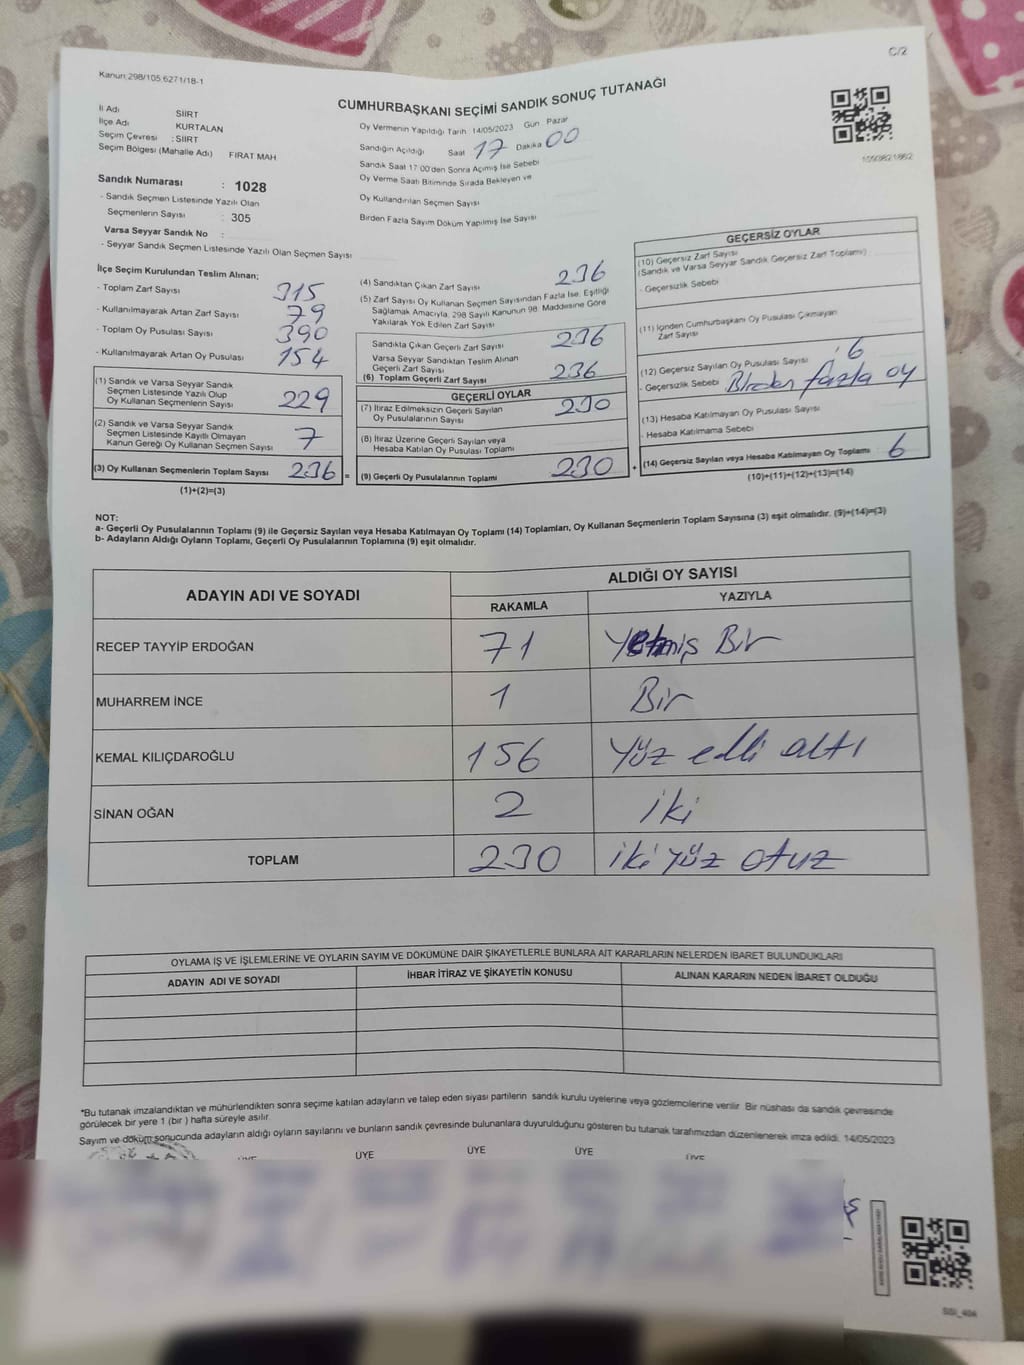 C/2
Kanun:298/105,6271/18-1
CUMHURBAŞKANI SEÇİMİ SANDIK SONUÇ TUTANAĞI
İl Adı SİİRT
İlçe Adı KURTALAN
Seçim Çevresi : SİİRT
Seçim Bölgesi (Mahalle Adı) FIRAT MAH
Sandık Numarası : 1028
- Sandık Seçmen Listesinde Yazılı Olan
Seçmenlerin Sayısı : 305
Varsa Seyyar Sandık No :
- Seyyar Sandık Seçmen Listesinde Yazılı Olan Seçmen Sayısı
Oy Vermenin Yapıldığı Tarih 14/05/2023 Gün Pazar
Sandığın Açıldığı Saat 17 Dakika 00
Sandık Saat 17:00'den Sonra Açımış İse Sebebi
Oy Verme Saati Bitiminde Sırada Bekleyen ve
Oy Kullandırılan Seçmen Sayısı
Birden Fazla Sayım Döküm Yapılmış İse Sayısı
İlçe Seçim Kurulundan Teslim Alınan;
- Toplam Zarf Sayısı 315
- Kullanılmayarak Artan Zarf Sayısı 79
- Toplam Oy Pusulası Sayısı 390
- Kullanılmayarak Artan Oy Pusulası 154
(1) Sandık ve Varsa Seyyar Sandık
Seçmen Listesinde Yazılı Olup
Oy Kullanan Seçmenlerin Sayısı 229
(2) Sandık ve Varsa Seyyar Sandık
Seçmen Listesinde Kayıtlı Olmayan
Kanun Gereği Oy Kullanan Seçmen Sayısı 7
(3) Oy Kullanan Seçmenlerin Toplam Sayısı 236 =
(1)+(2)=(3)
(4) Sandıktan Çıkan Zarf Sayısı 236
(5) Zarf Sayısı Oy Kullanan Seçmen Sayısından Fazla İse, Eşitliği
Sağlamak Amacıyla, 298 Sayılı Kanunun 98. Maddesine Göre
Yakılarak Yok Edilen Zarf Sayısı
Sandıkta Çıkan Geçerli Zarf Sayısı 236
Varsa Seyyar Sandıktan Teslim Alınan
Geçerli Zarf Sayısı
(6) Toplam Geçerli Zarf Sayısı 236
GEÇERLİ OYLAR
(7) İtiraz Edilmeksizin Geçerli Sayılan
Oy Pusulalarının Sayısı 230
(8) İtiraz Üzerine Geçerli Sayılan veya
Hesaba Katılan Oy Pusulası Toplamı
(9) Geçerli Oy Pusulalarının Toplamı 230 +
GEÇERSİZ OYLAR
(10) Geçersiz Zarf Sayısı
(Sandık ve Varsa Seyyar Sandık Geçersiz Zarf Toplamı)
- Geçersizlik Sebebi
(11) İçinden Cumhurbaşkanı Oy Pusulası Çıkmayan
Zarf Sayısı
(12) Geçersiz Sayılan Oy Pusulası Sayısı : 6
- Geçersizlik Sebebi Birden fazla oy
(13) Hesaba Katılmayan Oy Pusulası Sayısı
- Hesaba Katılmama Sebebi
(14) Geçersiz Sayılan veya Hesaba Katılmayan Oy Toplamı 6
(10)+(11)+(12)+(13)=(14)
NOT:
a- Geçerli Oy Pusulalarının Toplamı (9) ile Geçersiz Sayılan veya Hesaba Katılmayan Oy Toplamı (14) Toplamları, Oy Kullanan Seçmenlerin Toplam Sayısına (3) eşit olmalıdır. (9)+(14)=(3)
b- Adayların Aldığı Oyların Toplamı, Geçerli Oy Pusulalarının Toplamına (9) eşit olmalıdır.
ADAYIN ADI VE SOYADI ALDIĞI OY SAYISI
RAKAMLA YAZIYLA
RECEP TAYYİP ERDOĞAN 71 Yetmiş Bir
MUHARREM İNCE 1 Bir
KEMAL KILIÇDAROĞLU 156 Yüz elli altı
SİNAN OĞAN 2 iki
TOPLAM 230 iki yüz otuz
OYLAMA İŞ VE İŞLEMLERİNE VE OYLARIN SAYIM VE DÖKÜMÜNE DAİR ŞİKAYETLERLE BUNLARA AİT KARARLARIN NELERDEN İBARET BULUNDUKLARI
ADAYIN ADI VE SOYADI İHBAR İTİRAZ VE ŞİKAYETİN KONUSU ALINAN KARARIN NEDEN İBARET OLDUĞU
*Bu tutanak imzalandıktan ve mühürlendikten sonra seçime katılan adayların ve talep eden siyasi partilerin sandık kurulu üyelerine veya gözlemcilerine verilir. Bir nüshası da sandık çevresinde
görülecek bir yere 1 (bir) hafta süreyle asılır.
Sayım ve döküm sonucunda adayların aldığı oyların sayılarını ve bunların sandık çevresinde bulunanlara duyurulduğunu gösteren bu tutanak tarafımızdan düzenlenerek imza edildi. 14/05/2023
ÜYE ÜYE ÜYE ÜYE ÜYE